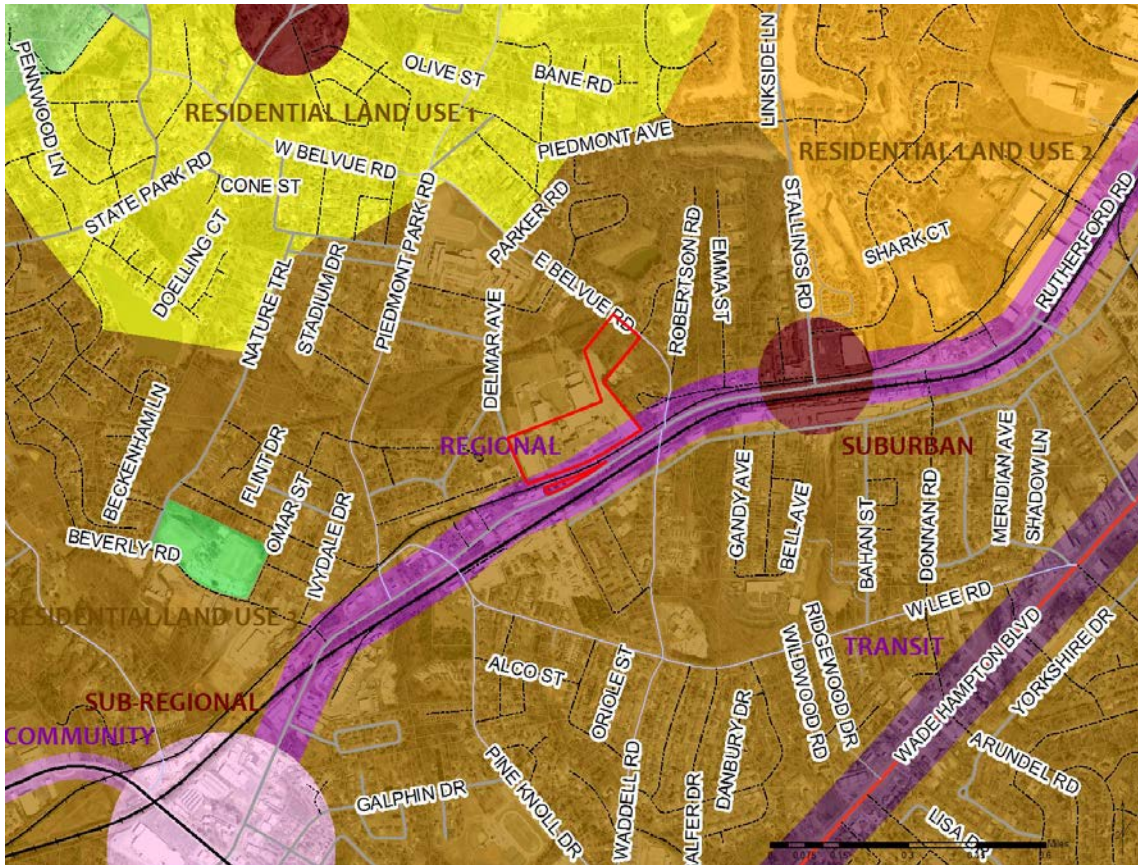 PENNWOOD LN
OLIVE ST
BANE RD
LINKSIDE LN
RESIDENTIAL LAND USE 1
PIEDMONT AVE
W BELVUE RD
RESIDENTIAL LAND USE 2
STATE PARK RD
CONE ST
PIEDMONT PARK RD
PARKER RD
STALLINGS RD
RUTHERFORD RD
DOELLING CT
ROBERTSON RD
EMMA ST
SHARK CT
E BELVUE RD
NATURE TRL
STADIUM DR
DELMAR AVE
BECKENHAM LN
FLINT DR
REGIONAL
SUBURBAN
OMAR ST
GANDY AVE
BELL AVE
BAHAN ST
DONNAN RD
MERIDIAN AVE
SHADOW LN
BEVERLY RD
IVYDALE DR
RESIDENTIAL LAND USE
W LEE RD
RIDGEWOOD DR
WILDWOOD RD
TRANSIT
WADE HAMPTON BLVD
YORKSHIRE DR
ALCO ST
ORIOLE ST
SUB-REGIONAL
COMMUNITY
PINE KNOLL DR
WADDELL RD
ALFER DR
DANBURY DR
ARUNDEL RD
GALPHIN DR
LISA DR